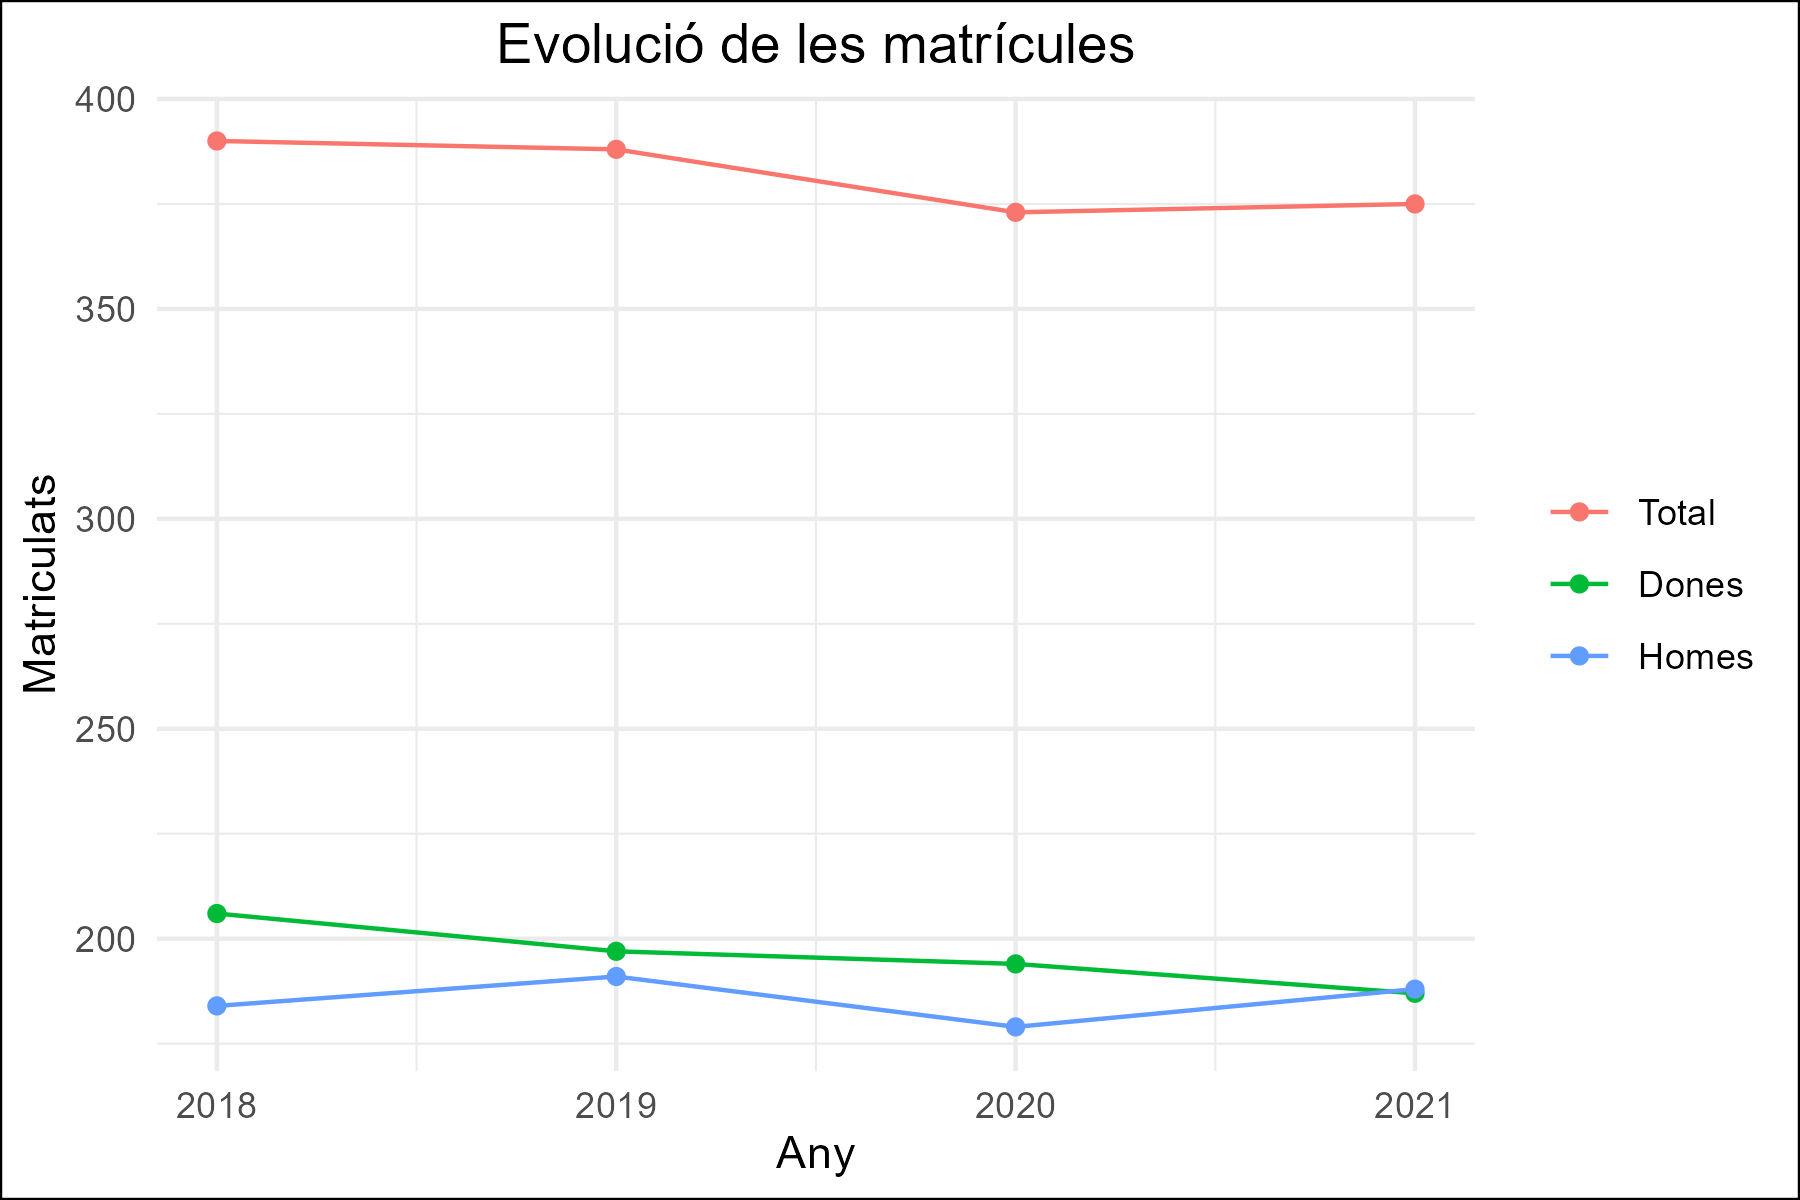 Evolució de les matrícules
400
350
300
250
200
Matriculats
2018 2019 2020 2021
Any
Total
Dones
Homes